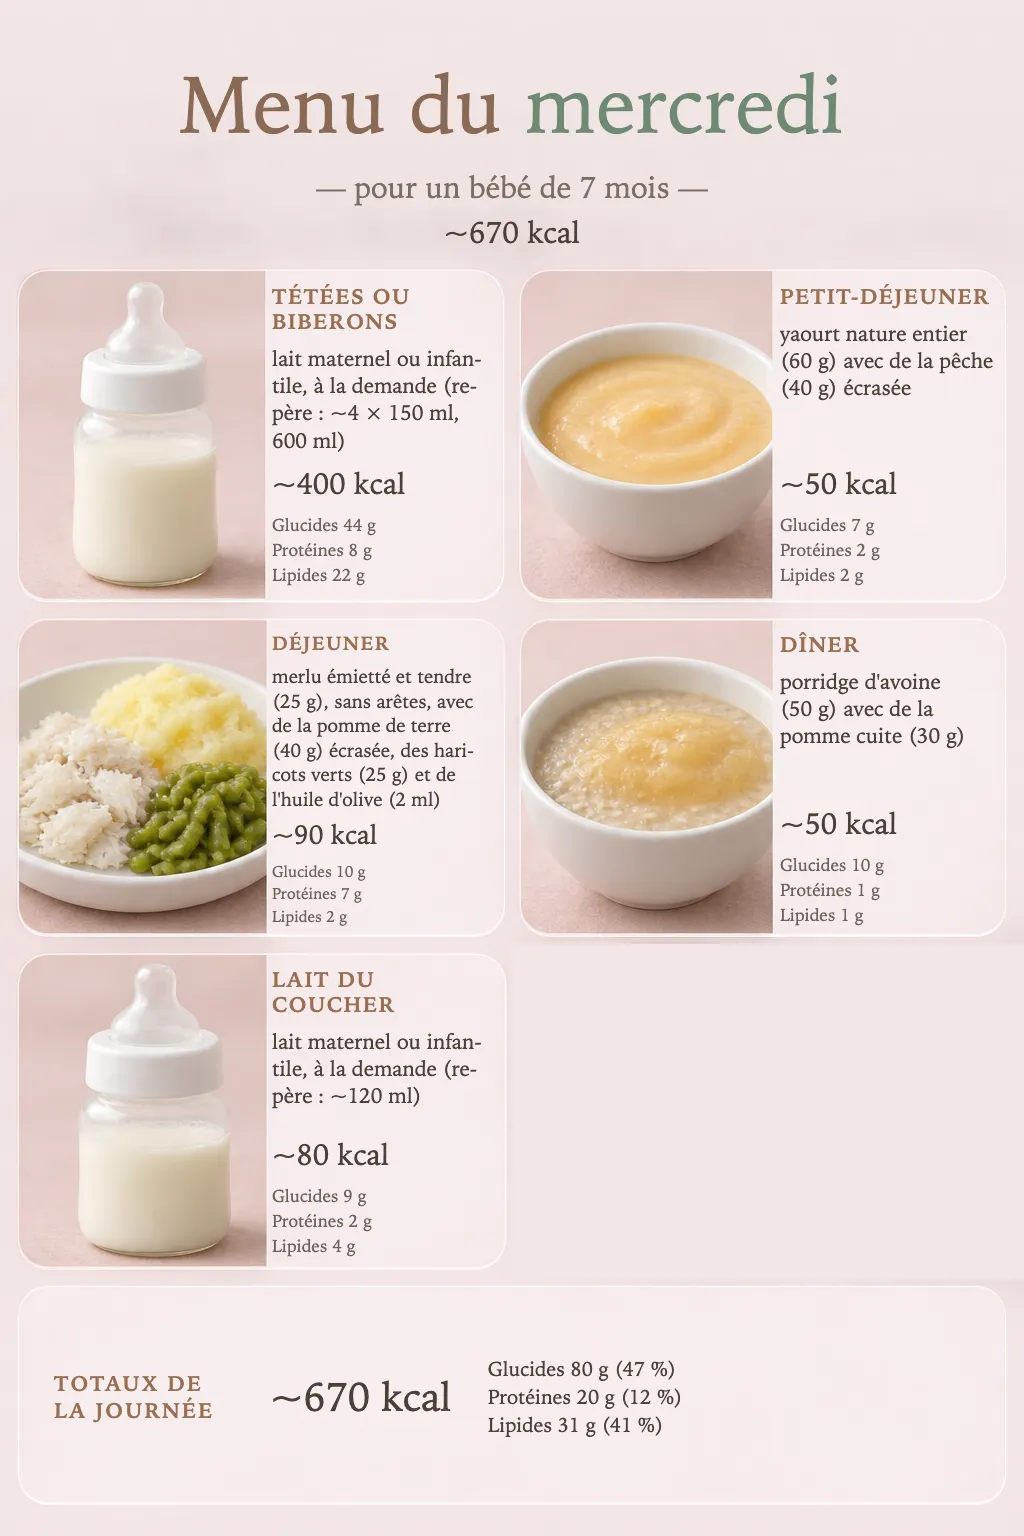 Menu du mercredi
— pour un bébé de 7 mois —
~670 kcal
TÉTÉES OU
BIBERONS
lait maternel ou infan-
tile, à la demande (re-
père : ~4 × 150 ml,
600 ml)
~400 kcal
Glucides 44 g
Protéines 8 g
Lipides 22 g
PETIT-DÉJEUNER
yaourt nature entier
(60 g) avec de la pêche
(40 g) écrasée
~50 kcal
Glucides 7 g
Protéines 2 g
Lipides 2 g
DÉJEUNER
merlu émietté et tendre
(25 g), sans arêtes, avec
de la pomme de terre
(40 g) écrasée, des hari-
cots verts (25 g) et de
l'huile d'olive (2 ml)
~90 kcal
Glucides 10 g
Protéines 7 g
Lipides 2 g
DÎNER
porridge d'avoine
(50 g) avec de la
pomme cuite (30 g)
~50 kcal
Glucides 10 g
Protéines 1 g
Lipides 1 g
LAIT DU
COUCHER
lait maternel ou infan-
tile, à la demande (re-
père : ~120 ml)
~80 kcal
Glucides 9 g
Protéines 2 g
Lipides 4 g
TOTAUX DE
LA JOURNÉE
~670 kcal
Glucides 80 g (47 %)
Protéines 20 g (12 %)
Lipides 31 g (41 %)